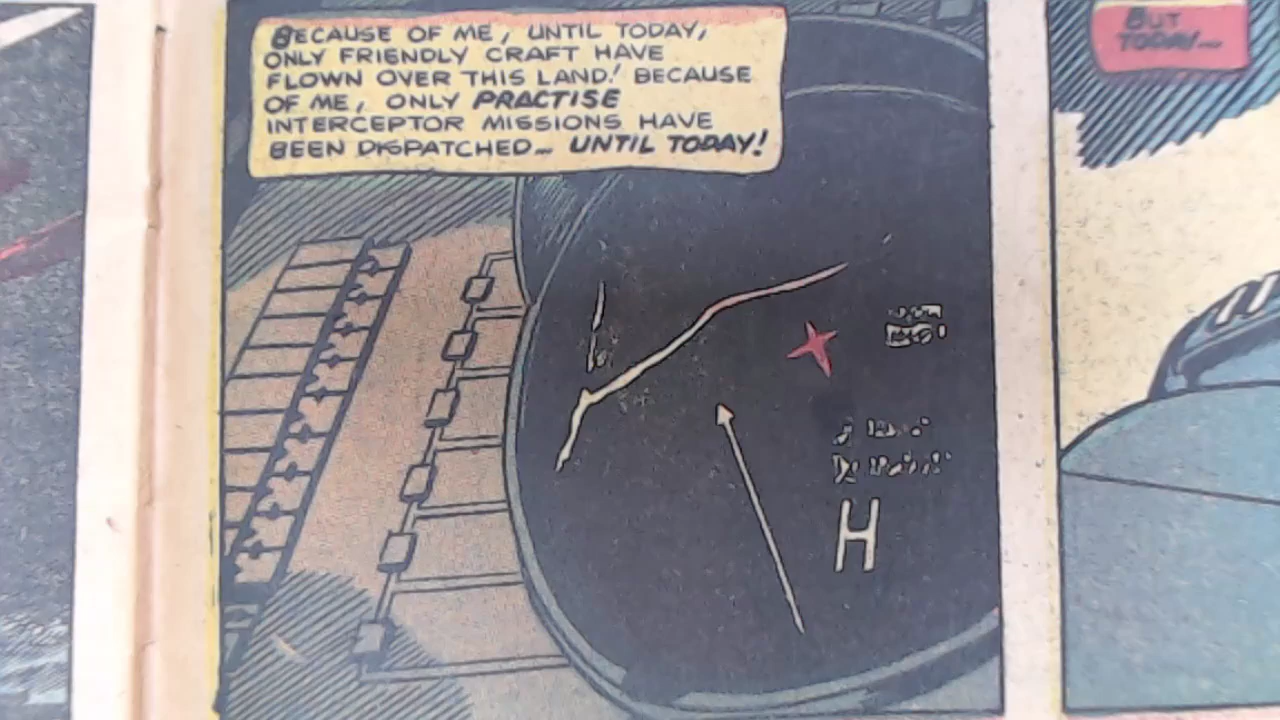 BECAUSE OF ME, UNTIL TODAY,
ONLY FRIENDLY CRAFT HAVE
FLOWN OVER THIS LAND! BECAUSE
OF ME, ONLY PRACTISE
INTERCEPTOR MISSIONS HAVE
BEEN DISPATCHED... UNTIL TODAY!
H
BUT
TODAY...